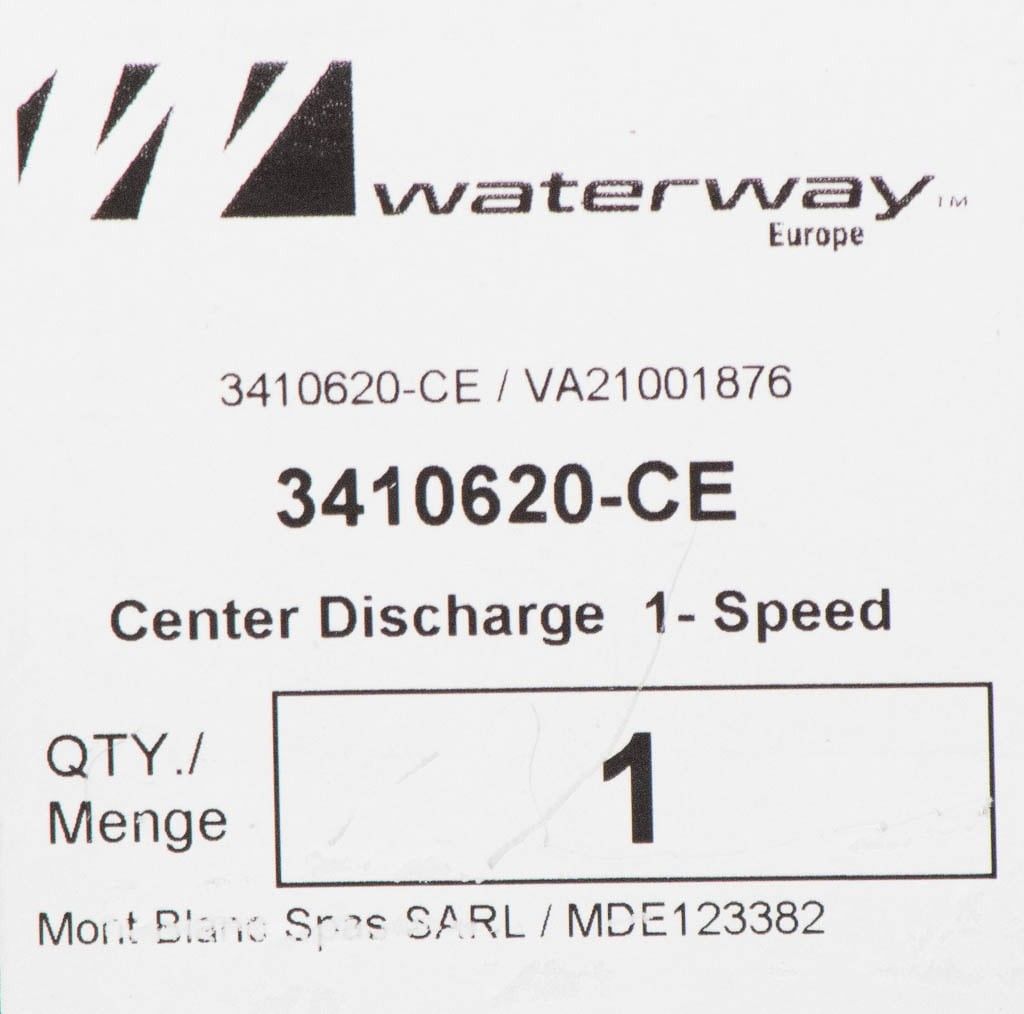 waterway™
Europe
3410620-CE / VA21001876
3410620-CE
Center Discharge 1- Speed
QTY./
Menge
1
Mont Blanc Spas SARL / MDE123382